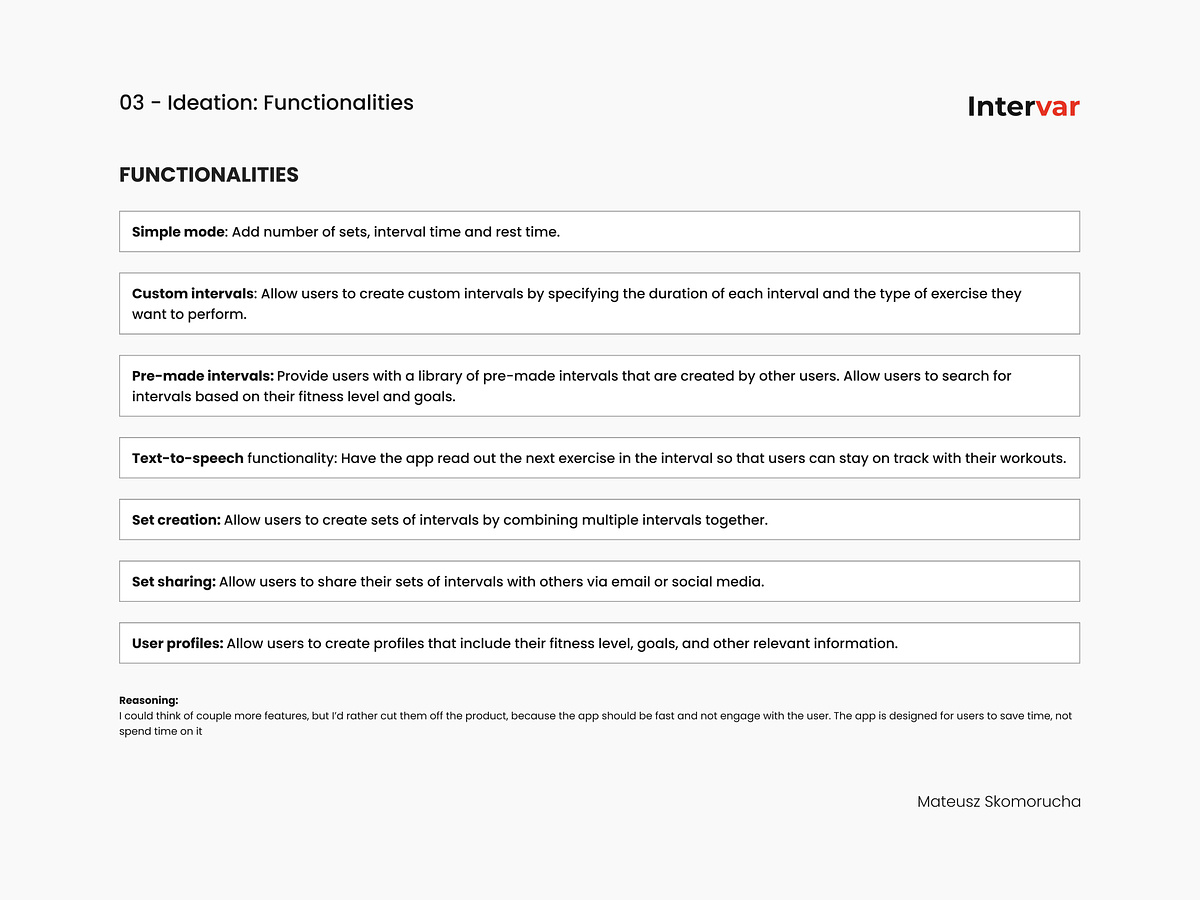 03 - Ideation: Functionalities
Intervar
FUNCTIONALITIES
Simple mode: Add number of sets, interval time and rest time.
Custom intervals: Allow users to create custom intervals by specifying the duration of each interval and the type of exercise they
want to perform.
Pre-made intervals: Provide users with a library of pre-made intervals that are created by other users. Allow users to search for
intervals based on their fitness level and goals.
Text-to-speech functionality: Have the app read out the next exercise in the interval so that users can stay on track with their workouts.
Set creation: Allow users to create sets of intervals by combining multiple intervals together.
Set sharing: Allow users to share their sets of intervals with others via email or social media.
User profiles: Allow users to create profiles that include their fitness level, goals, and other relevant information.
Reasoning:
I could think of couple more features, but I'd rather cut them off the product, because the app should be fast and not engage with the user. The app is designed for users to save time, not
spend time on it
Mateusz Skomorucha